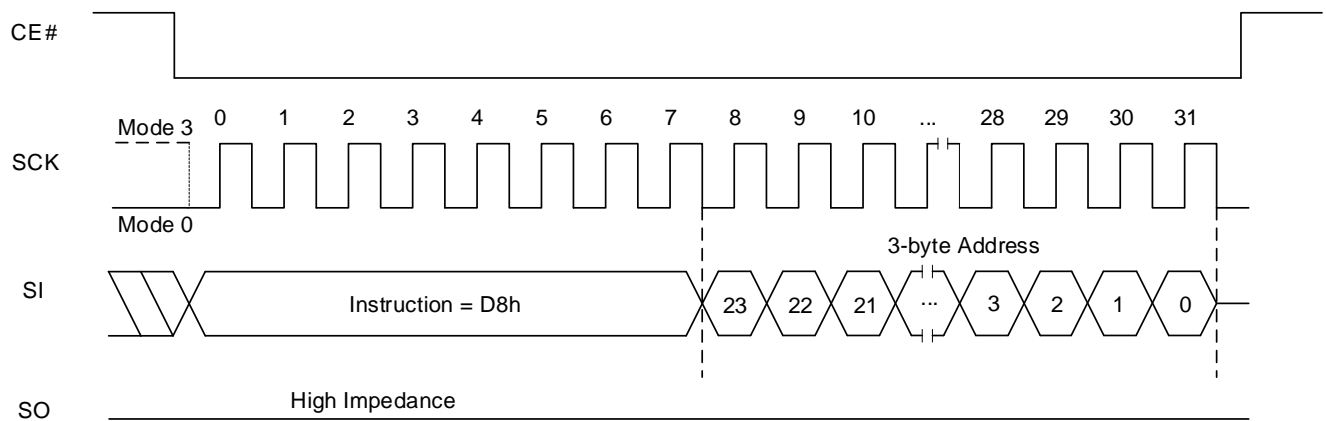 CE#
0 1 2 3 4 5 6 7 8 9 10 ... 28 29 30 31
Mode 3
SCK
Mode 0
3-byte Address
SI
Instruction = D8h
23 22 21 ... 3 2 1 0
High Impedance
SO